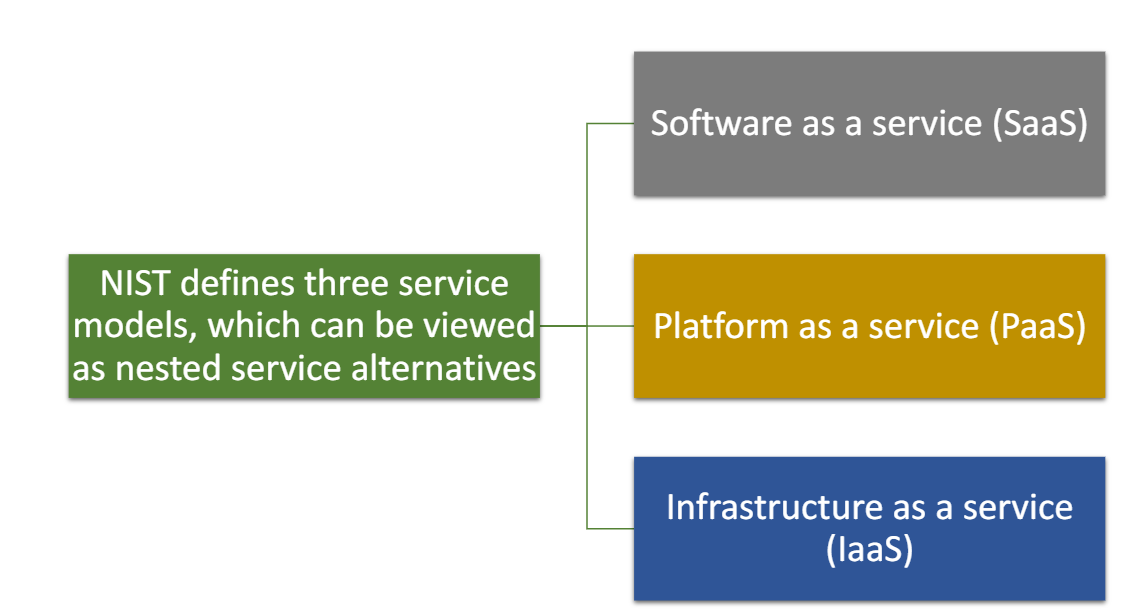 Software as a service (SaaS)
NIST defines three service
models, which can be viewed
as nested service alternatives
Platform as a service (PaaS)
Infrastructure as a service
(IaaS)